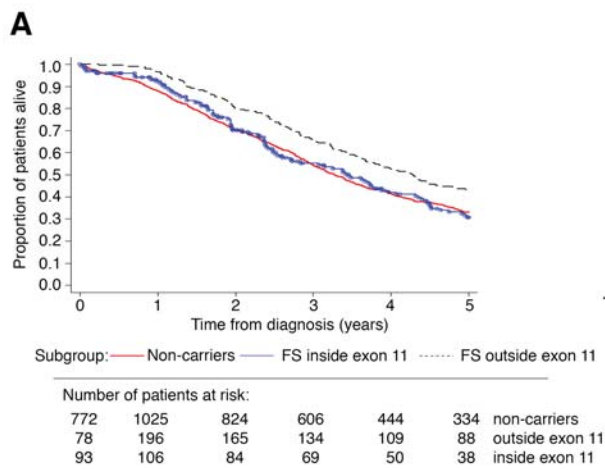 A
Proportion of patients alive
1.0
0.9
0.8
0.7
0.6
0.5
0.4
0.3
0.2
0.1
0.0
0 1 2 3 4 5
Time from diagnosis (years)
Subgroup: Non-carriers FS inside exon 11 FS outside exon 11
Number of patients at risk:
772 1025 824 606 444 334 non-carriers
78 196 165 134 109 88 outside exon 11
93 106 84 69 50 38 inside exon 11